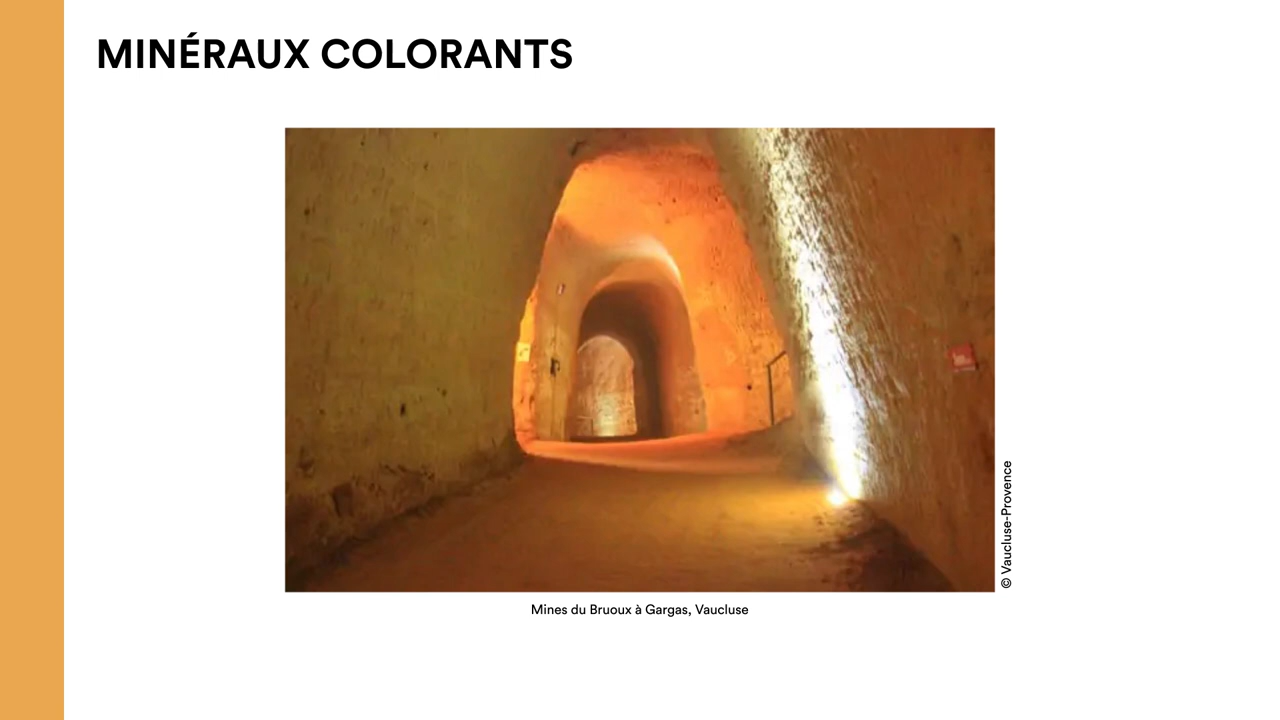 MINÉRAUX COLORANTS
© Vaucluse-Provence
Mines du Bruoux à Gargas, Vaucluse